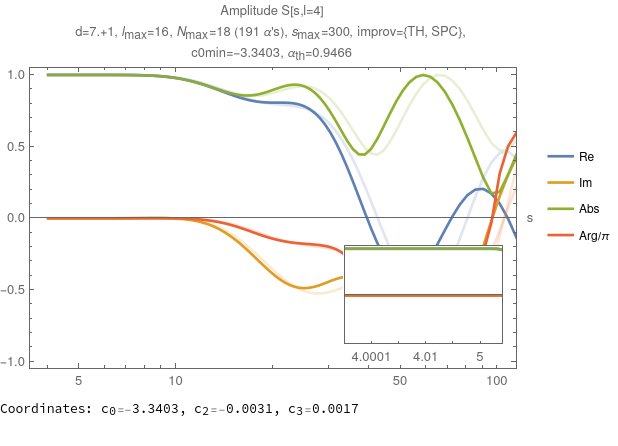 Amplitude S[s,l=4]
d=7.+1, lmax=16, Nmax=18 (191 α's), smax=300, improv={TH, SPC},
c0min=−3.3403, αth=0.9466
1.0
0.5
0.0
−0.5
−1.0
s
Re
Im
Abs
Arg/π
4.0001 4.01 5
5 10 50 100
Coordinates: c0=-3.3403, c2=-0.0031, c3=0.0017